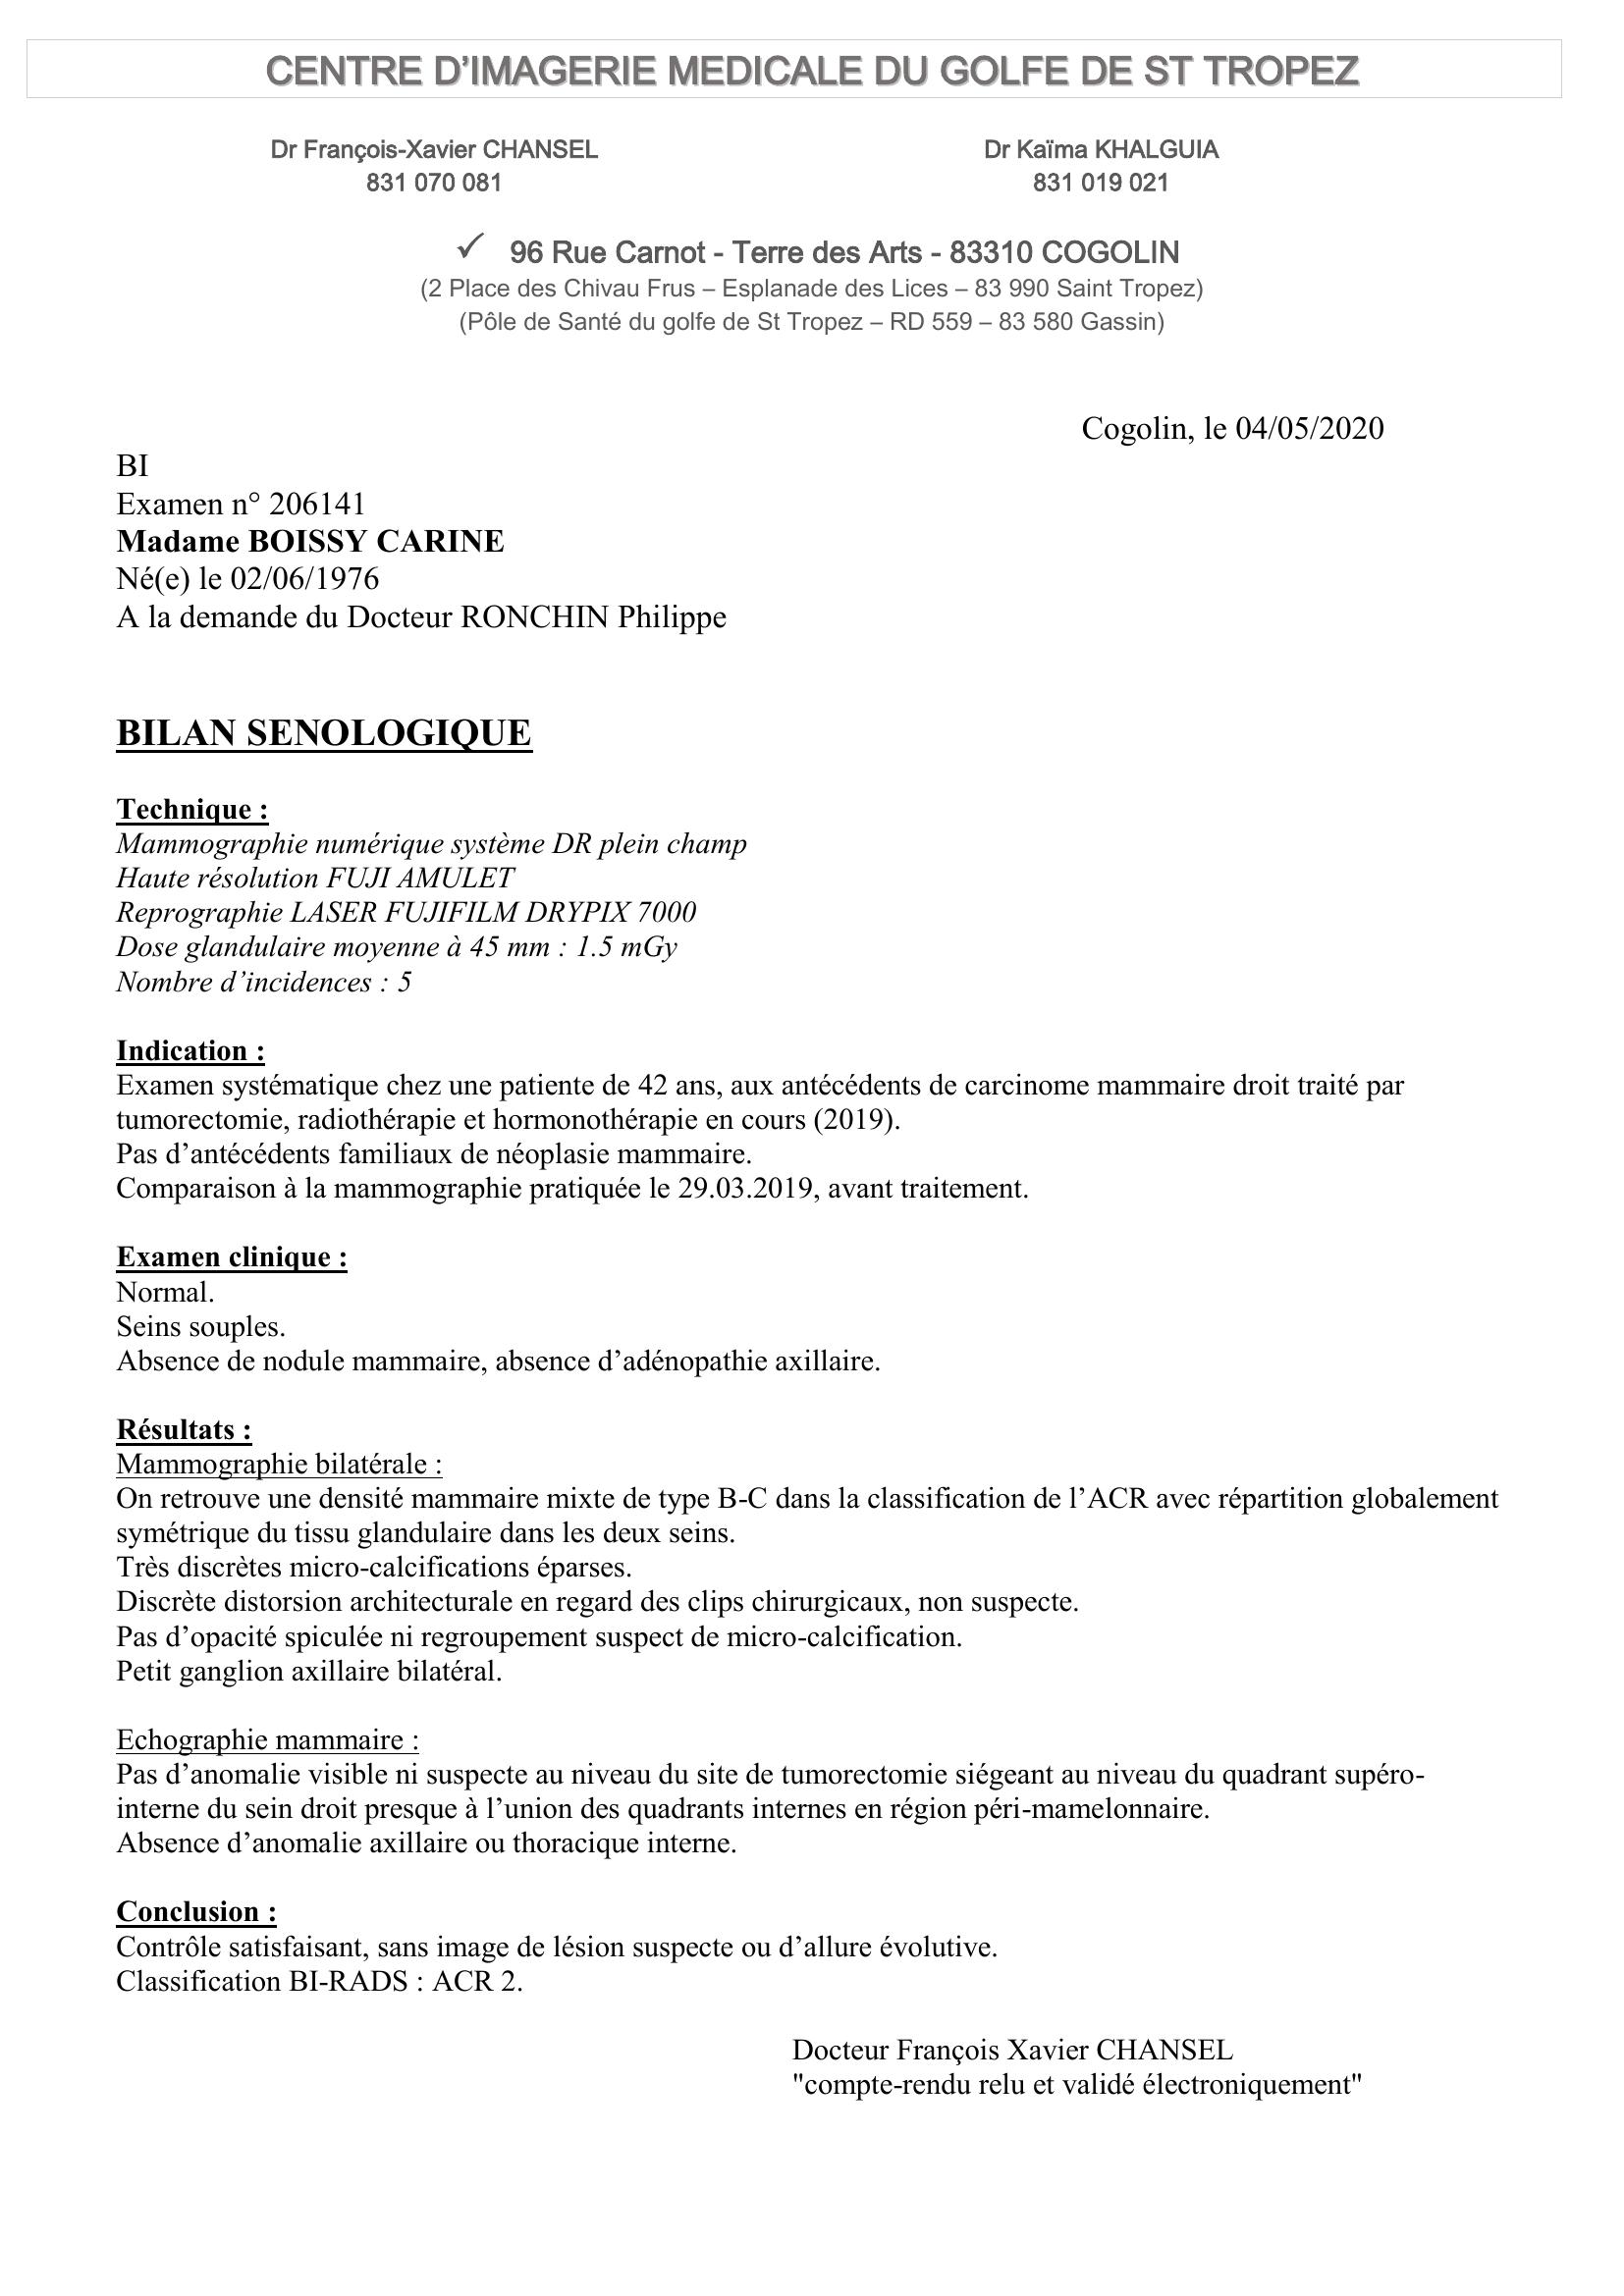 CENTRE D’IMAGERIE MEDICALE DU GOLFE DE ST TROPEZ
Dr François-Xavier CHANSEL
831 070 081
Dr Kaïma KHALGUIA
831 019 021
✓ 96 Rue Carnot - Terre des Arts - 83310 COGOLIN
(2 Place des Chivau Frus – Esplanade des Lices – 83 990 Saint Tropez)
(Pôle de Santé du golfe de St Tropez – RD 559 – 83 580 Gassin)
Cogolin, le 04/05/2020
BI
Examen n° 206141
Madame BOISSY CARINE
Né(e) le 02/06/1976
A la demande du Docteur RONCHIN Philippe
BILAN SENOLOGIQUE
Technique :
Mammographie numérique système DR plein champ
Haute résolution FUJI AMULET
Reprographie LASER FUJIFILM DRYPIX 7000
Dose glandulaire moyenne à 45 mm : 1.5 mGy
Nombre d’incidences : 5
Indication :
Examen systématique chez une patiente de 42 ans, aux antécédents de carcinome mammaire droit traité par
tumorectomie, radiothérapie et hormonothérapie en cours (2019).
Pas d’antécédents familiaux de néoplasie mammaire.
Comparaison à la mammographie pratiquée le 29.03.2019, avant traitement.
Examen clinique :
Normal.
Seins souples.
Absence de nodule mammaire, absence d’adénopathie axillaire.
Résultats :
Mammographie bilatérale :
On retrouve une densité mammaire mixte de type B-C dans la classification de l’ACR avec répartition globalement
symétrique du tissu glandulaire dans les deux seins.
Très discrètes micro-calcifications éparses.
Discrète distorsion architecturale en regard des clips chirurgicaux, non suspecte.
Pas d’opacité spiculée ni regroupement suspect de micro-calcification.
Petit ganglion axillaire bilatéral.
Echographie mammaire :
Pas d’anomalie visible ni suspecte au niveau du site de tumorectomie siégeant au niveau du quadrant supéro-
interne du sein droit presque à l’union des quadrants internes en région péri-mamelonnaire.
Absence d’anomalie axillaire ou thoracique interne.
Conclusion :
Contrôle satisfaisant, sans image de lésion suspecte ou d’allure évolutive.
Classification BI-RADS : ACR 2.
Docteur François Xavier CHANSEL
"compte-rendu relu et validé électroniquement"